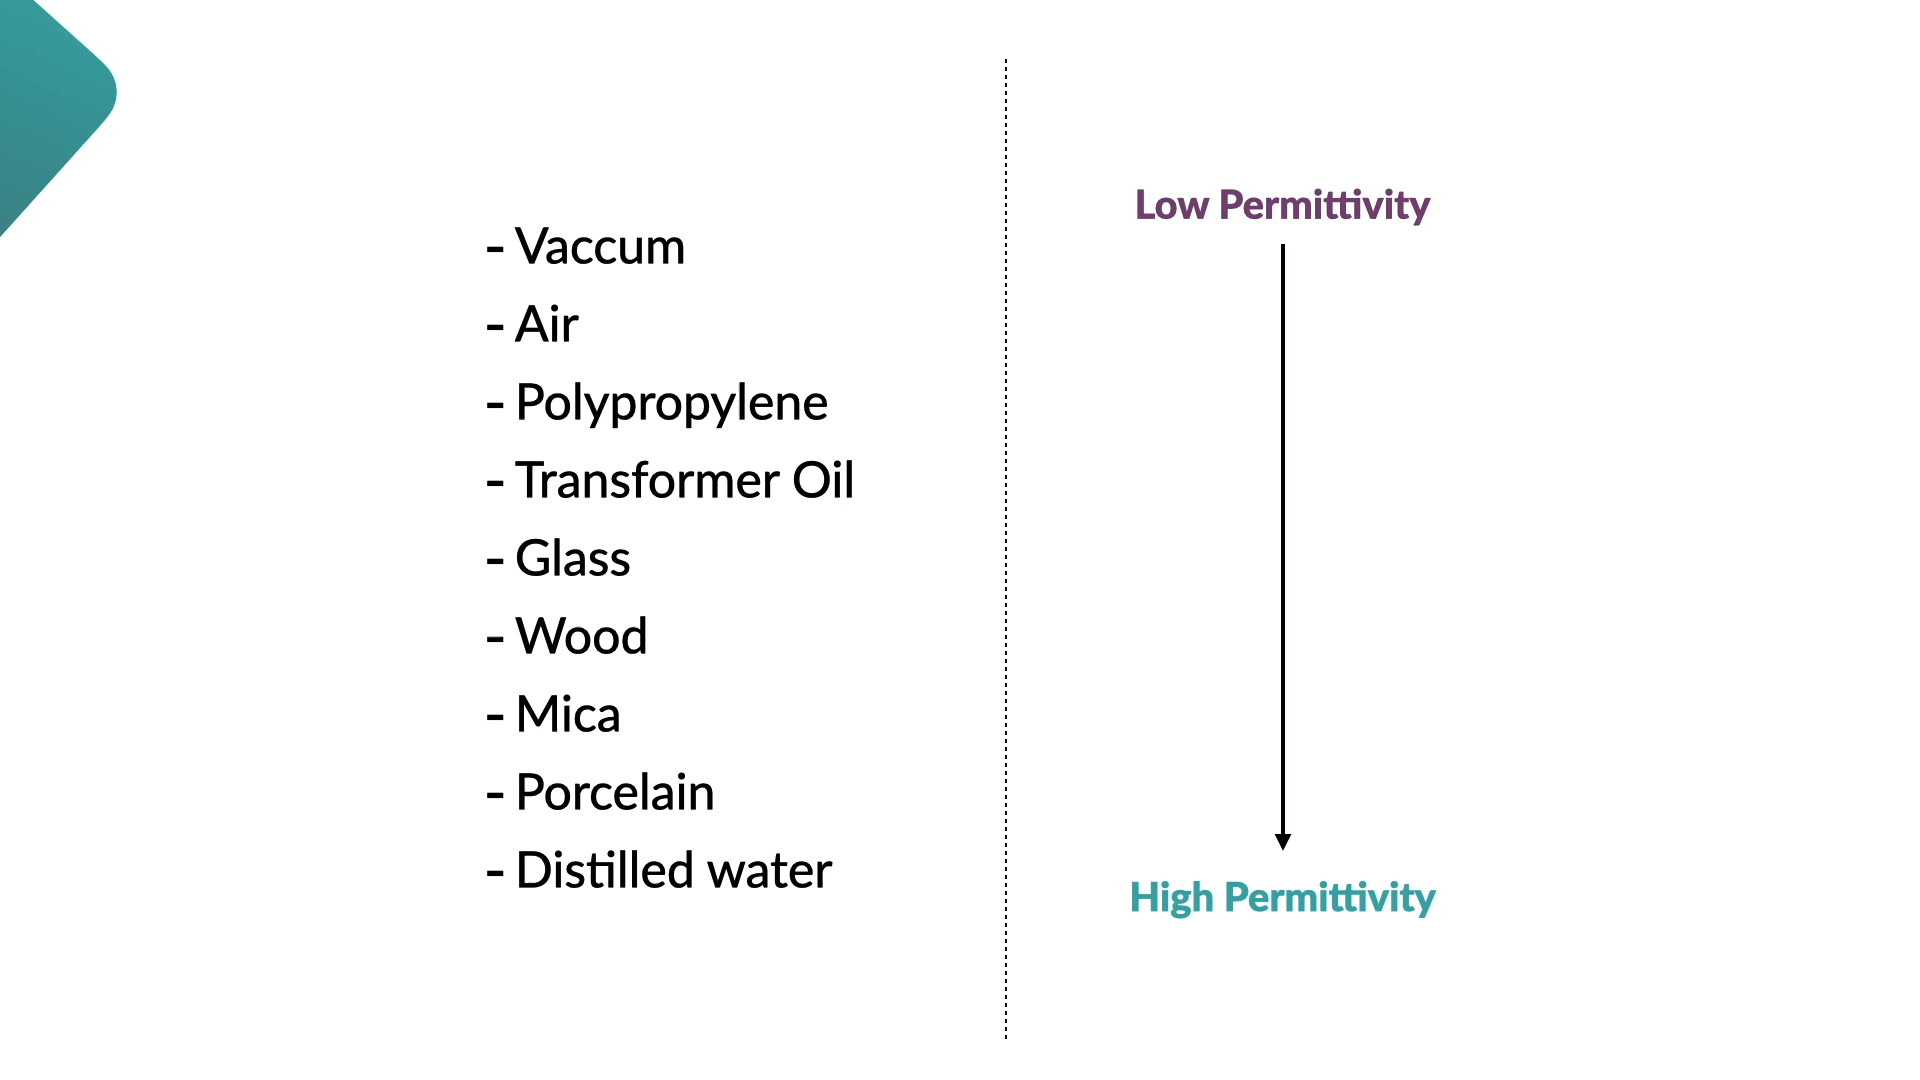 - Vaccum
- Air
- Polypropylene
- Transformer Oil
- Glass
- Wood
- Mica
- Porcelain
- Distilled water
Low Permittivity
High Permittivity